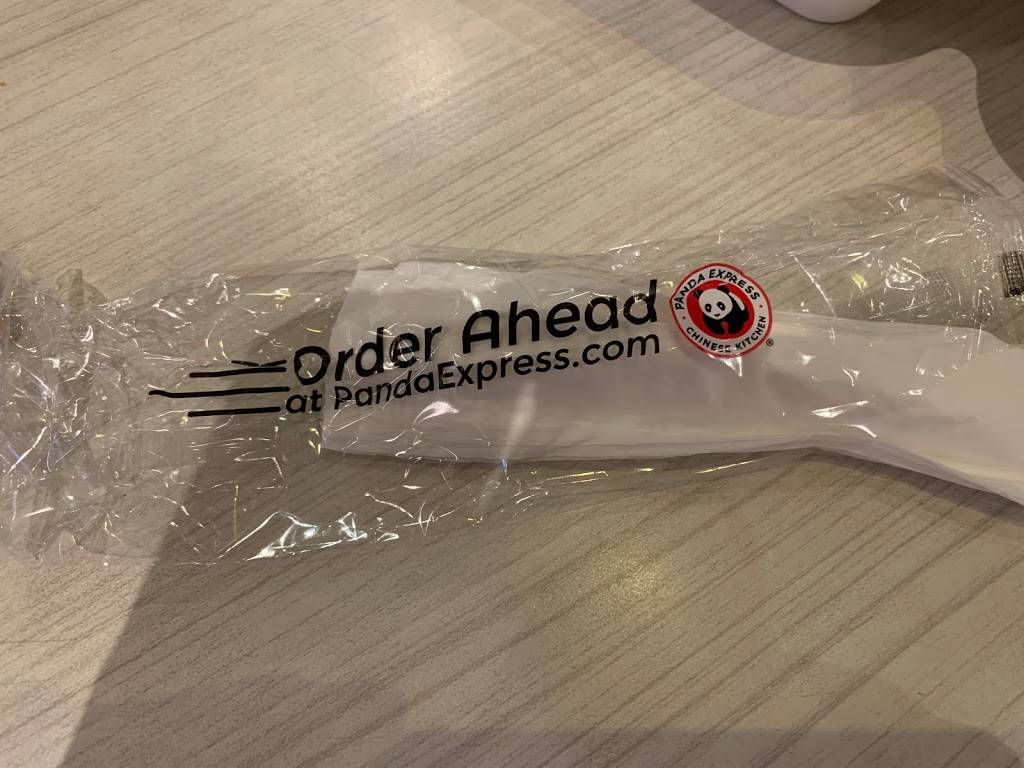 Order Ahead
at PandaExpress.com
PANDA EXPRESS
CHINESE KITCHEN
®